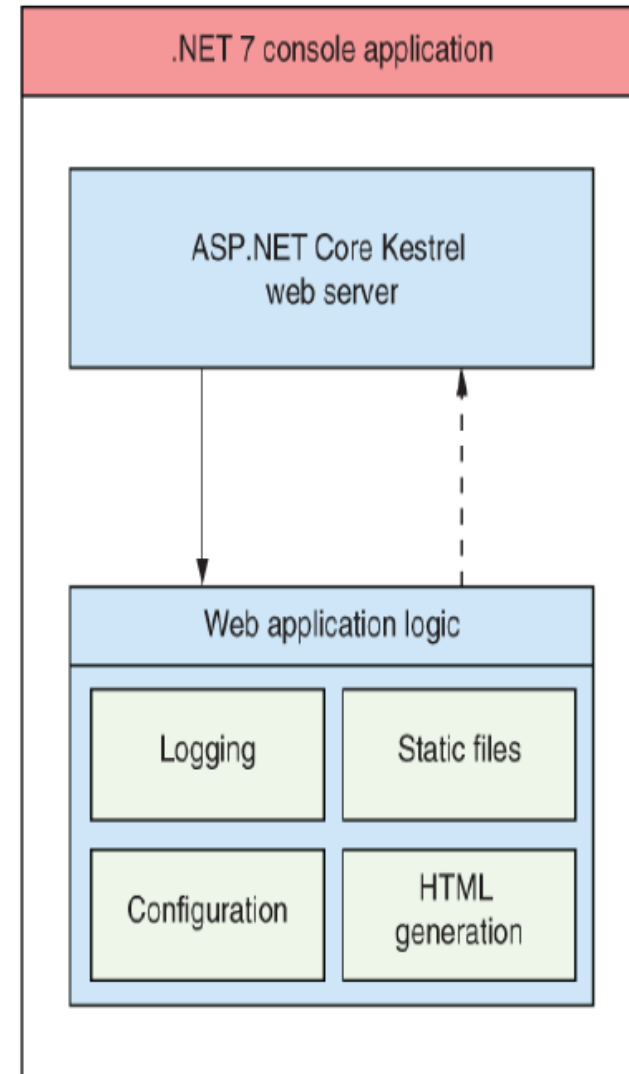 .NET 7 console application
ASP.NET Core Kestrel
web server
Web application logic
Logging
Static files
Configuration
HTML
generation